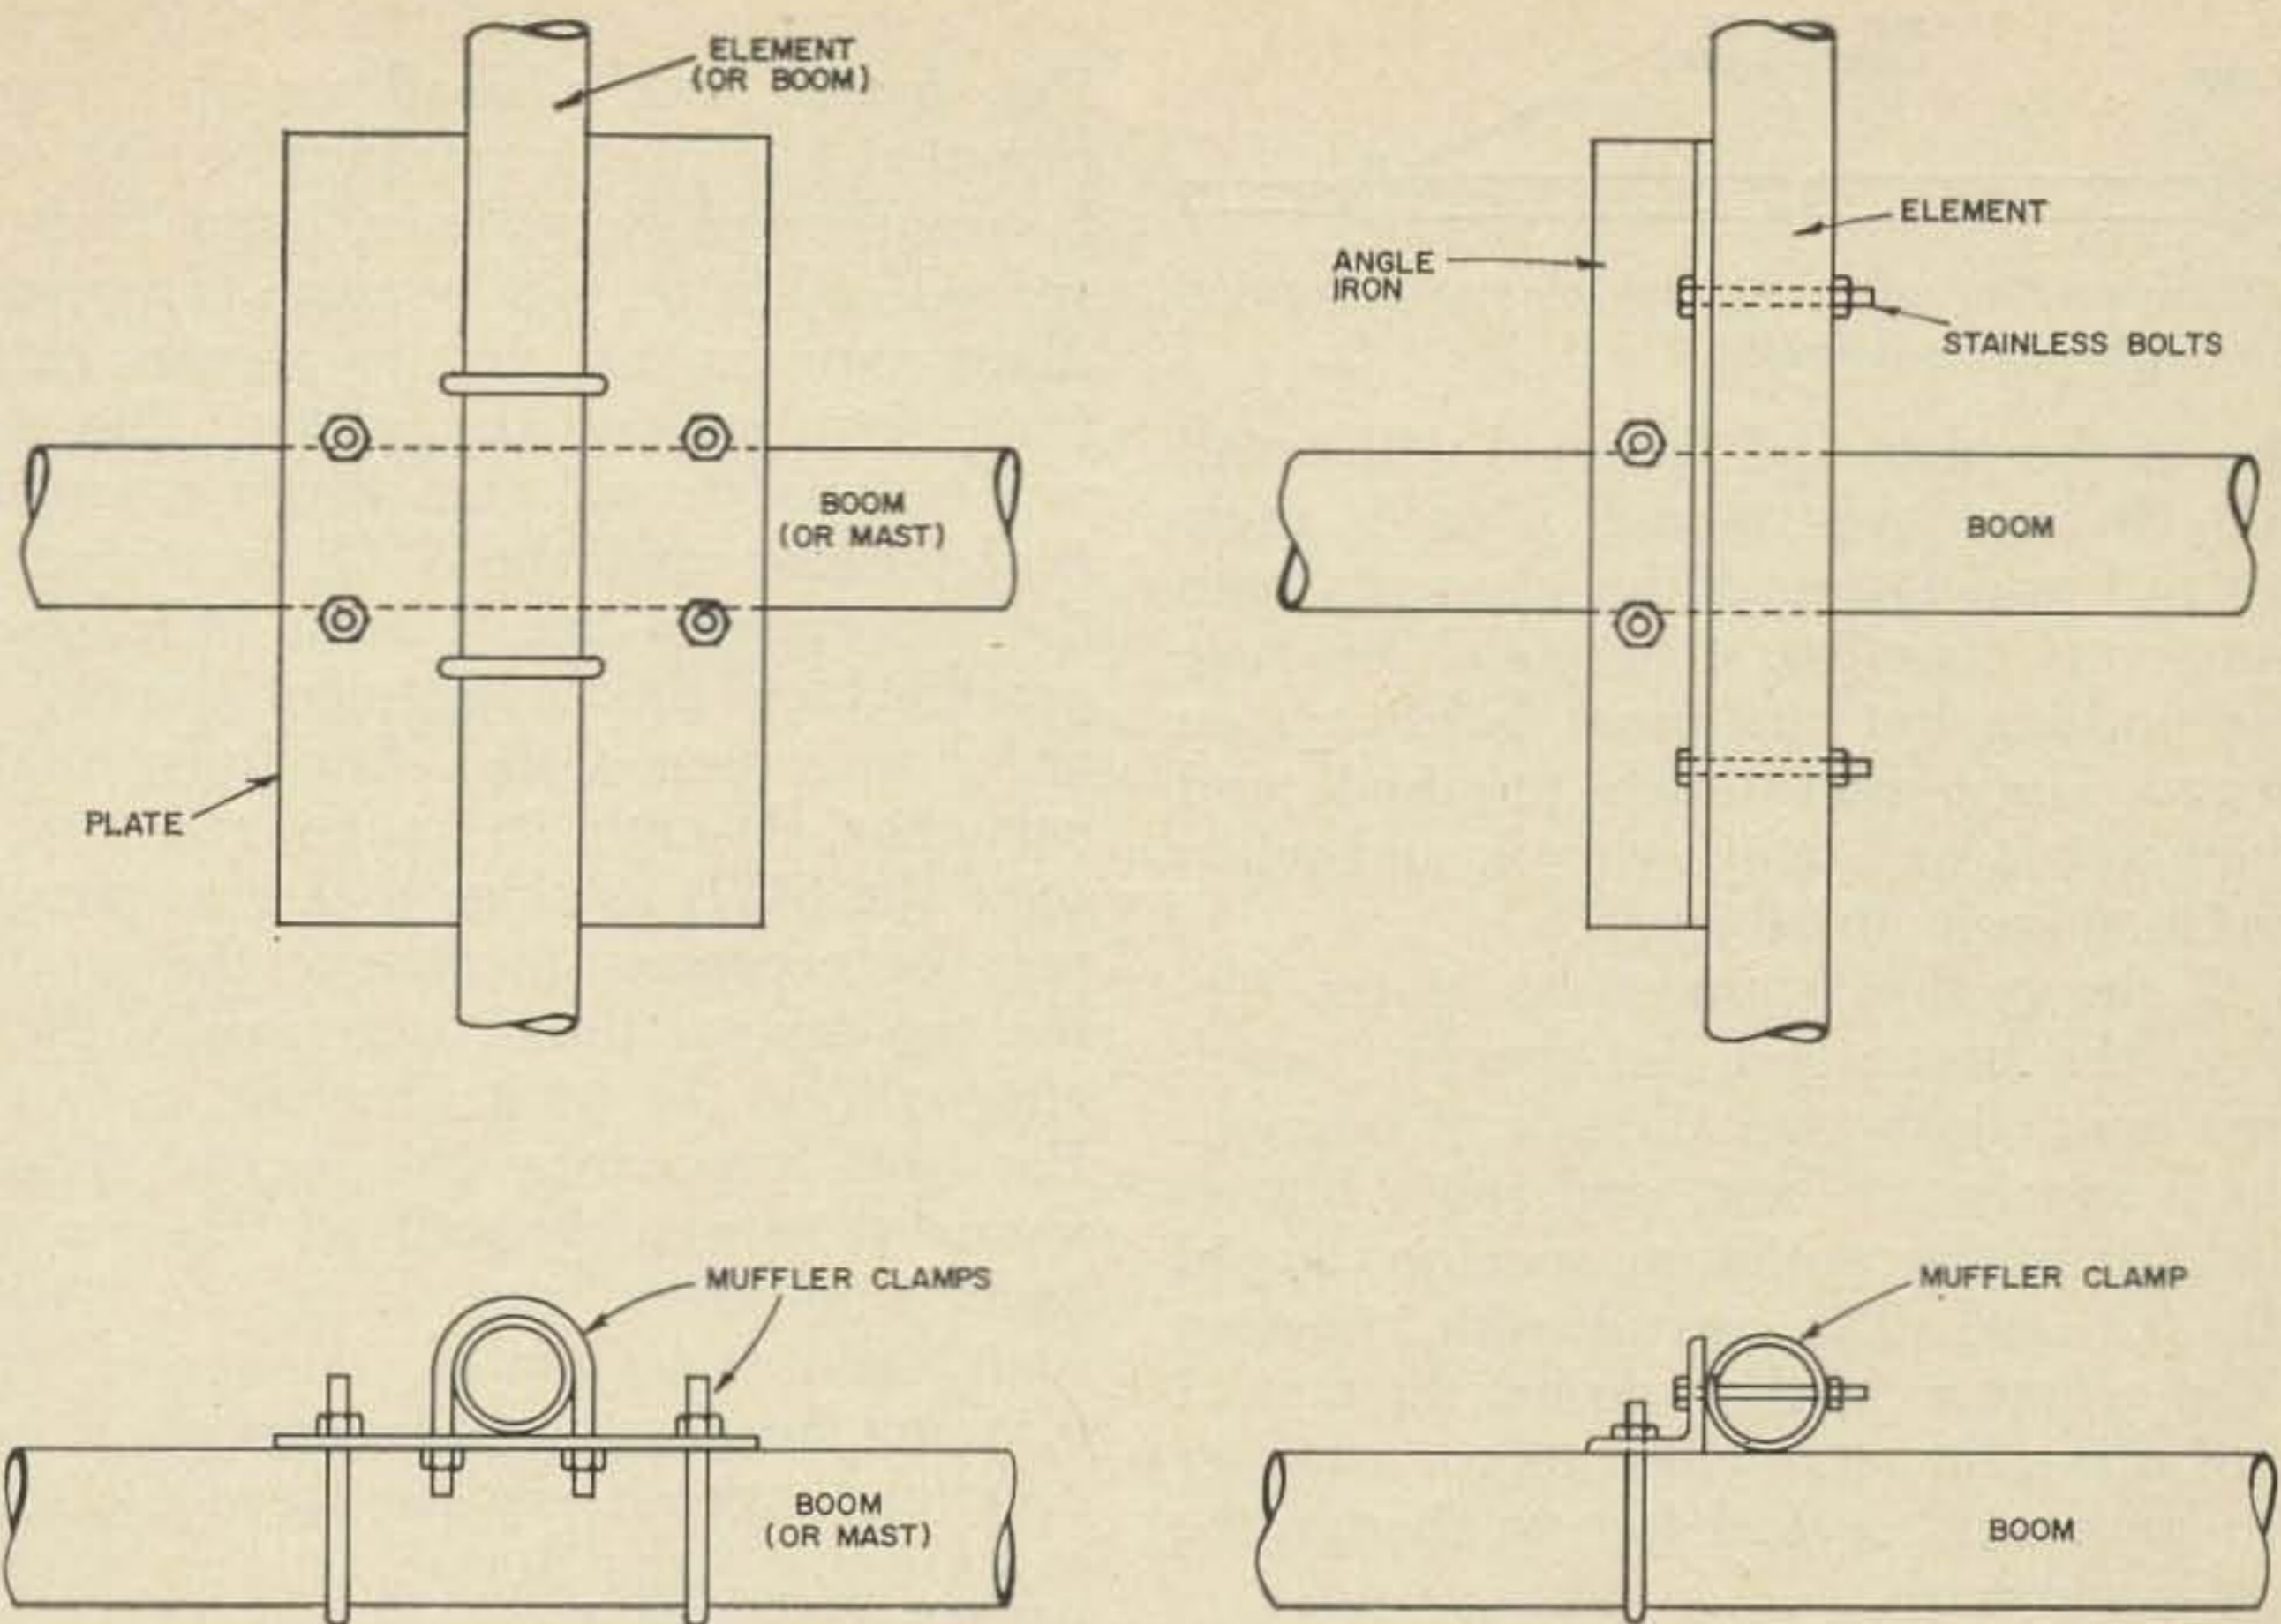 ELEMENT
(OR BOOM)
BOOM
(OR MAST)
PLATE
ELEMENT
ANGLE
IRON
STAINLESS BOLTS
BOOM
MUFFLER CLAMPS
BOOM
(OR MAST)
MUFFLER CLAMP
BOOM